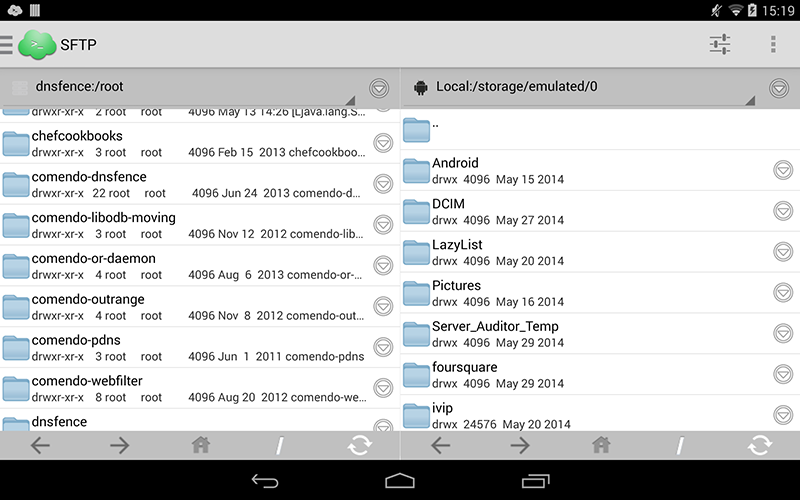 15:19
SFTP
dnsfence:/root
4096 May 13 14:26 [Ljava.lang.S...
chefcookbooks
drwxr-xr-x 3 root root 4096 Feb 15 2013 chefcookboo...
comendo-dnsfence
drwxr-xr-x 22 root root 4096 Jun 24 2013 comendo-d...
comendo-libodb-moving
drwxr-xr-x 3 root root 4096 Nov 12 2012 comendo-lib...
comendo-or-daemon
drwxr-xr-x 4 root root 4096 Aug 6 2013 comendo-or-...
comendo-outrange
drwxr-xr-x 4 root root 4096 Nov 8 2012 comendo-out...
comendo-pdns
drwxr-xr-x 3 root root 4096 Jun 1 2011 comendo-pdns
comendo-webfilter
drwxr-xr-x 8 root root 4096 Aug 20 2012 comendo-we...
dnsfence
/
Local:/storage/emulated/0
..
Android
drwx 4096 May 15 2014
DCIM
drwx 4096 May 27 2014
LazyList
drwx 4096 May 20 2014
Pictures
drwx 4096 May 16 2014
Server_Auditor_Temp
drwx 4096 May 29 2014
foursquare
drwx 4096 May 29 2014
ivip
drwx 24576 May 20 2014
/